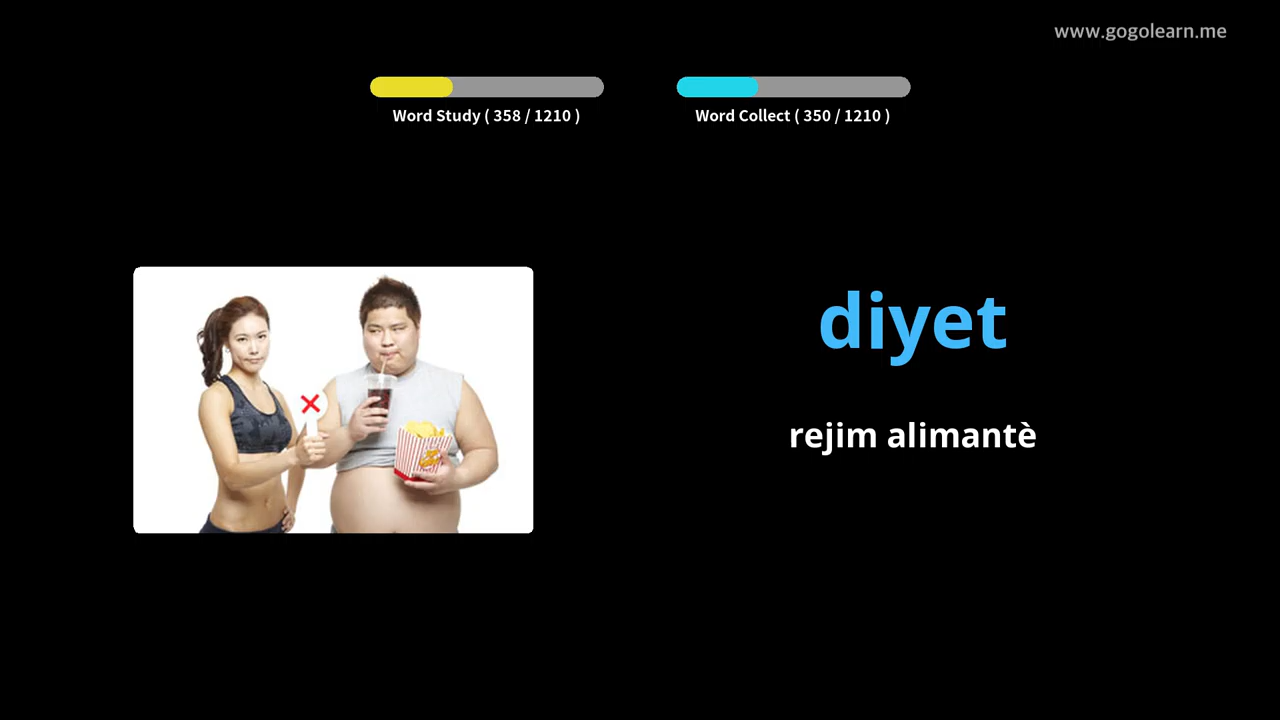 www.gogolearn.me
Word Study ( 358 / 1210 )
Word Collect ( 350 / 1210 )
diyet
rejim alimantè